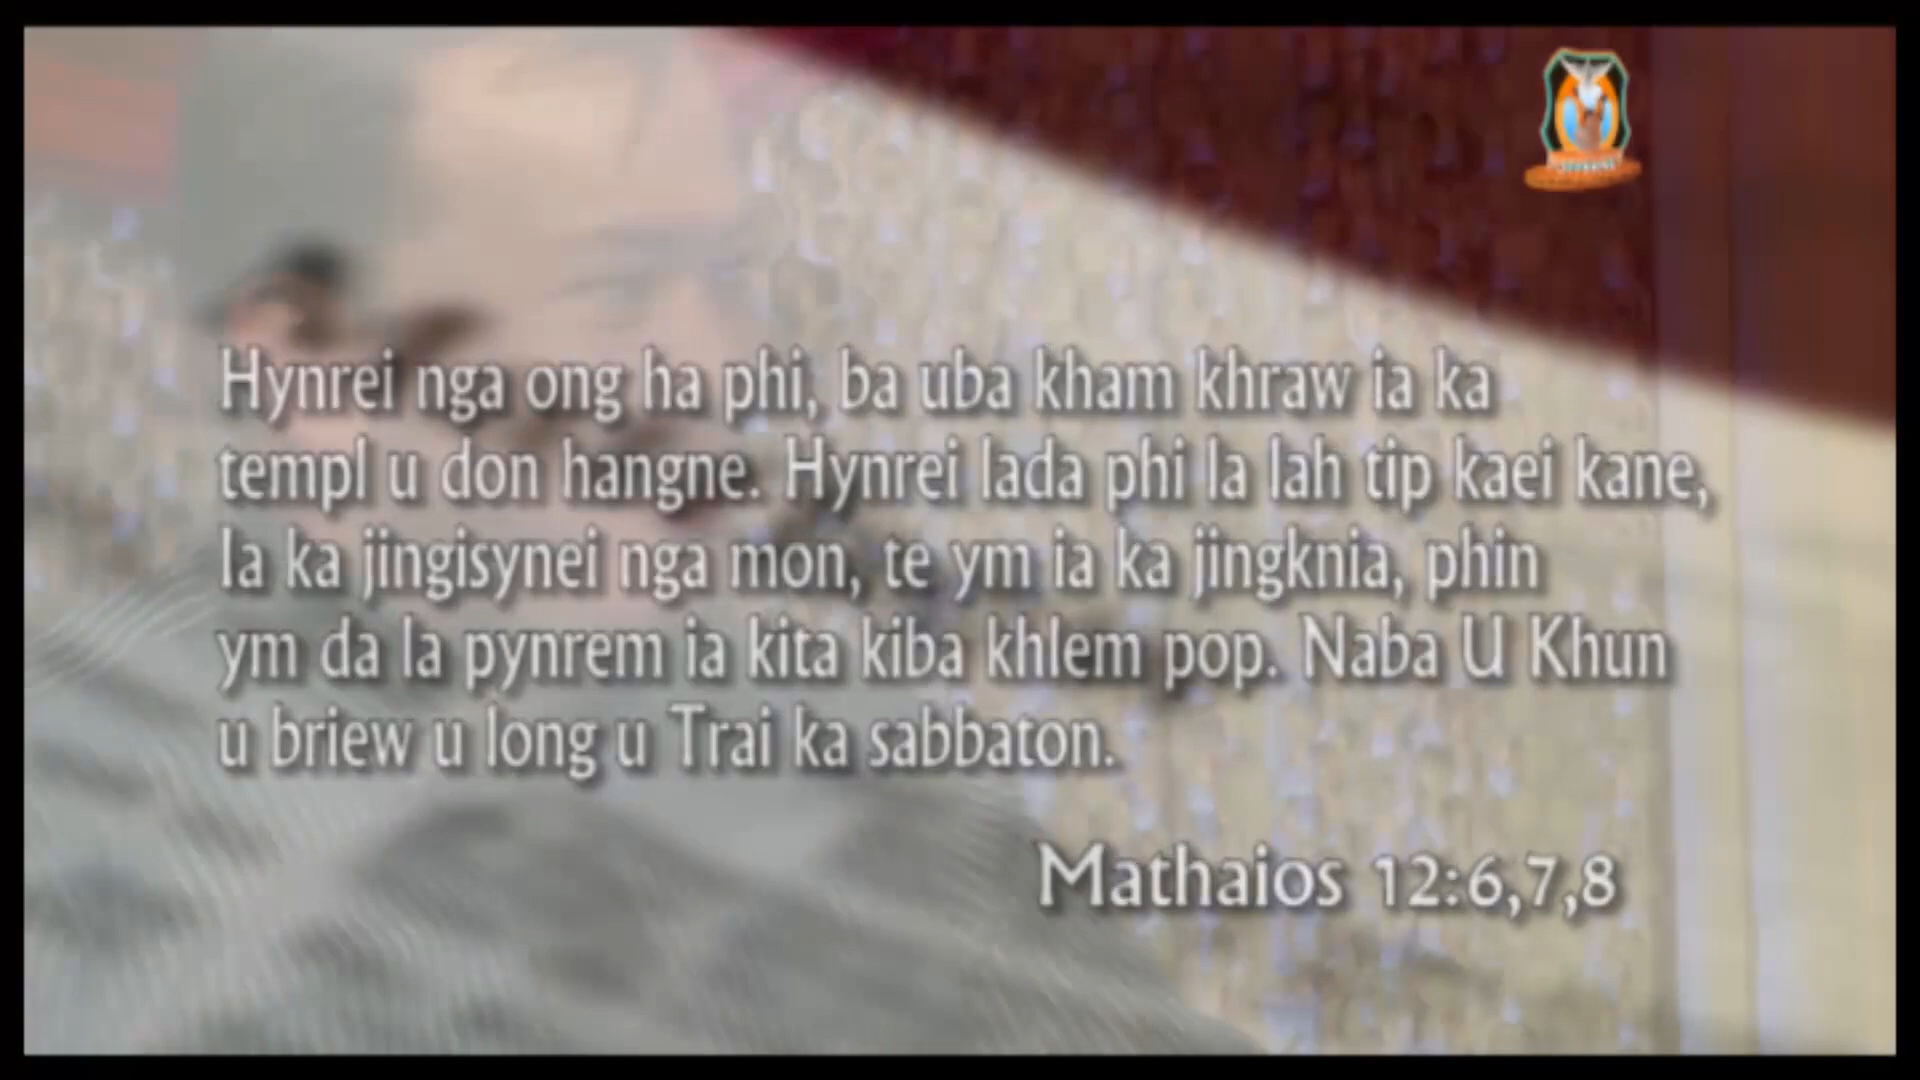 Hynrei nga ong ha phi, ba uba kham khraw ia ka
templ u don hangne. Hynrei lada phi la lah tip kaei kane,
la ka jingisynei nga mon, te ym ia ka jingknia, phin
ym da la pynrem ia kita kiba khlem pop. Naba U Khun
u briew u long u Trai ka sabbaton.
Mathaios 12:6,7,8